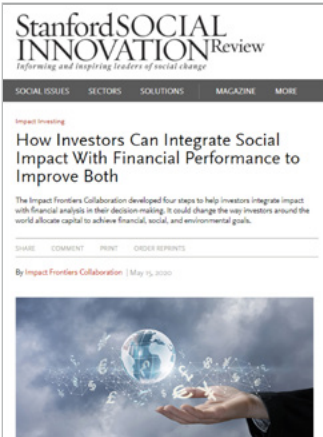 Stanford SOCIAL
INNOVATION Review
Informing and inspiring leaders of social change
SOCIAL ISSUES SECTORS SOLUTIONS MAGAZINE MORE
Impact Investing
How Investors Can Integrate Social
Impact With Financial Performance to
Improve Both
The Impact Frontiers Collaboration developed four steps to help investors integrate impact
with financial analysis in their decision-making. It could change the way investors around the
world allocate capital to achieve financial, social, and environmental goals.
SHARE COMMENT PRINT ORDER REPRINTS
By Impact Frontiers Collaboration | May 15, 2020